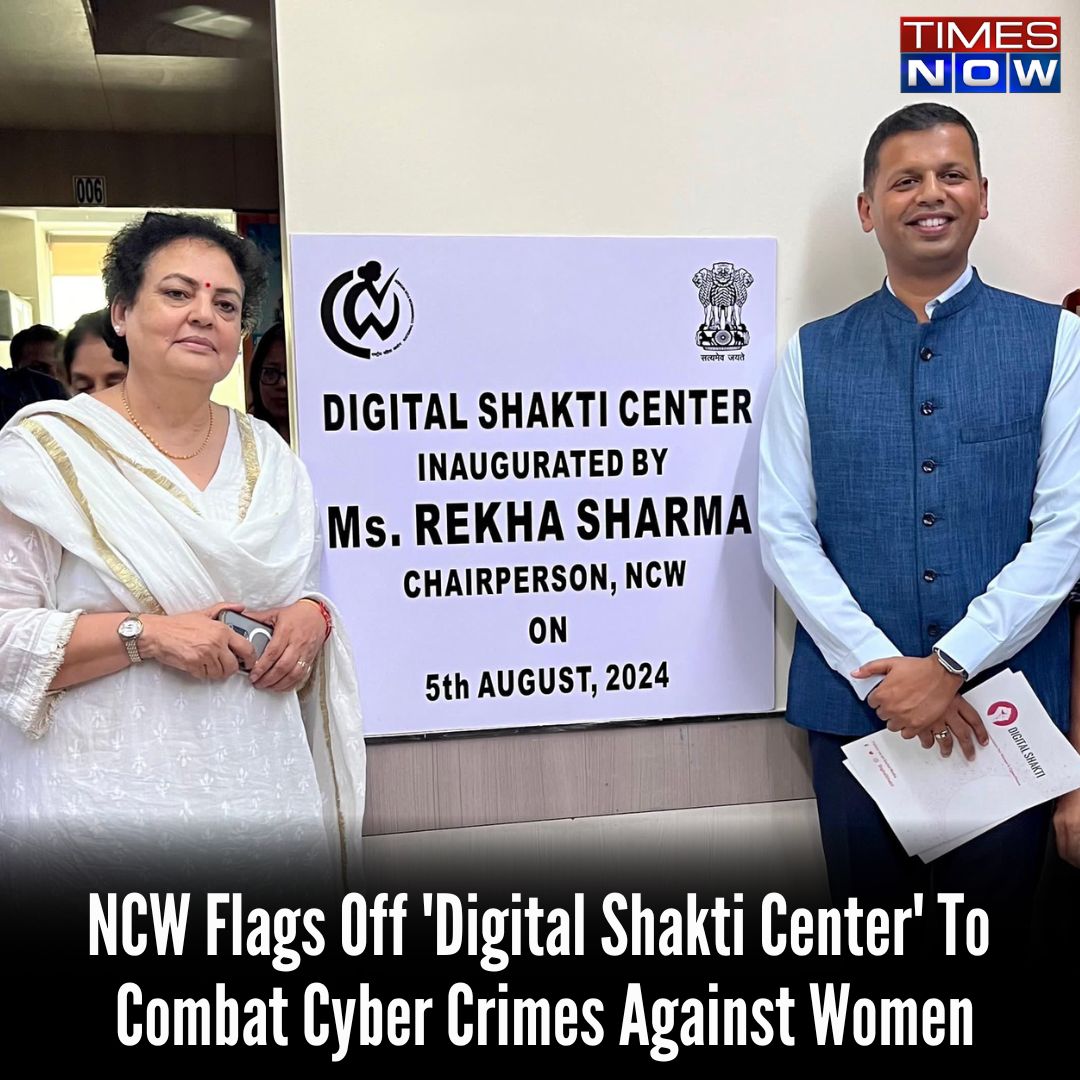 TIMES
NOW
006
सत्यमेव जयते
DIGITAL SHAKTI CENTER
INAUGURATED BY
Ms. REKHA SHARMA
CHAIRPERSON, NCW
ON
5th AUGUST, 2024
DIGITAL SHAKTI
NCW Flags Off 'Digital Shakti Center' To
Combat Cyber Crimes Against Women